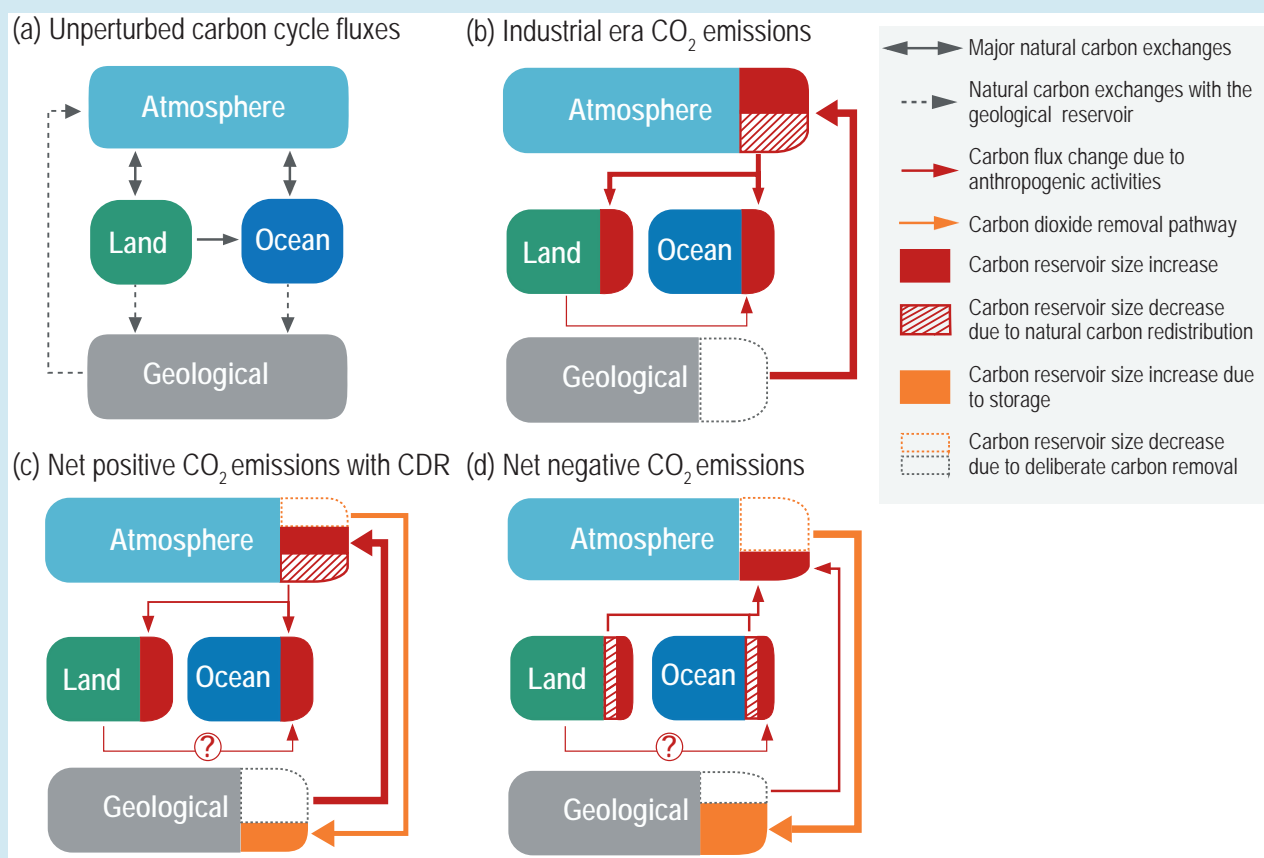 (a) Unperturbed carbon cycle fluxes
Atmosphere
Land
Ocean
Geological
(b) Industrial era CO₂ emissions
Atmosphere
Land
Ocean
Geological
Major natural carbon exchanges
Natural carbon exchanges with the
geological reservoir
Carbon flux change due to
anthropogenic activities
Carbon dioxide removal pathway
Carbon reservoir size increase
Carbon reservoir size decrease
due to natural carbon redistribution
Carbon reservoir size increase due
to storage
Carbon reservoir size decrease
due to deliberate carbon removal
(c) Net positive CO₂ emissions with CDR
Atmosphere
Land
Ocean
?
Geological
(d) Net negative CO₂ emissions
Atmosphere
Land
Ocean
?
Geological